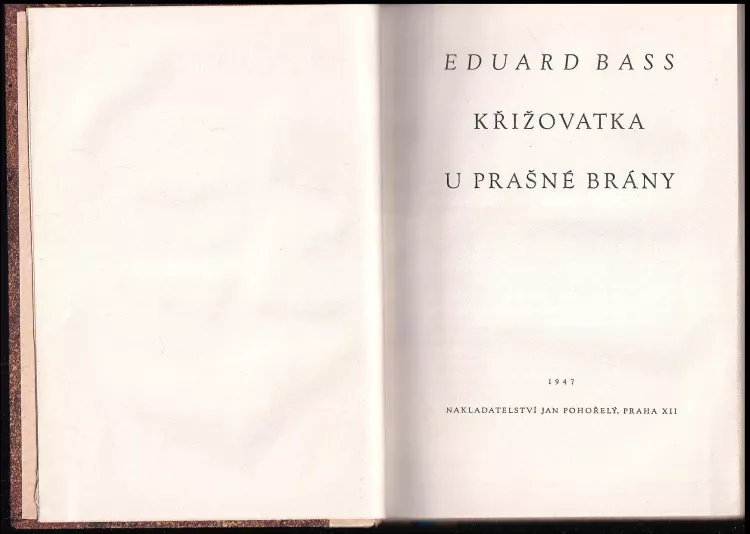 EDUARD BASS
KŘIŽOVATKA
U PRAŠNÉ BRÁNY
1947
NAKLADATELSTVÍ JAN POHOŘELÝ, PRAHA XII